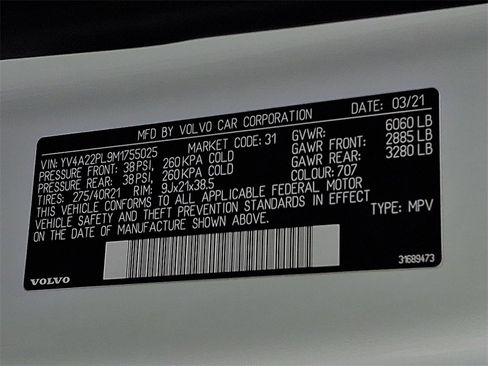 MFD BY VOLVO CAR CORPORATION DATE: 03/21
VIN: YV4A22PL9M1755025 MARKET CODE: 31 GVWR: 6060 LB
PRESSURE FRONT: 38 PSI, 260 KPA COLD GAWR FRONT: 2885 LB
PRESSURE REAR: 38 PSI, 260 KPA COLD GAWR REAR: 3280 LB
TIRES: 275/40R21 RIM: 9Jx21x38.5 COLOUR: 707
THIS VEHICLE CONFORMS TO ALL APPLICABLE FEDERAL MOTOR
VEHICLE SAFETY AND THEFT PREVENTION STANDARDS IN EFFECT
ON THE DATE OF MANUFACTURE SHOWN ABOVE. TYPE: MPV
VOLVO 31689473